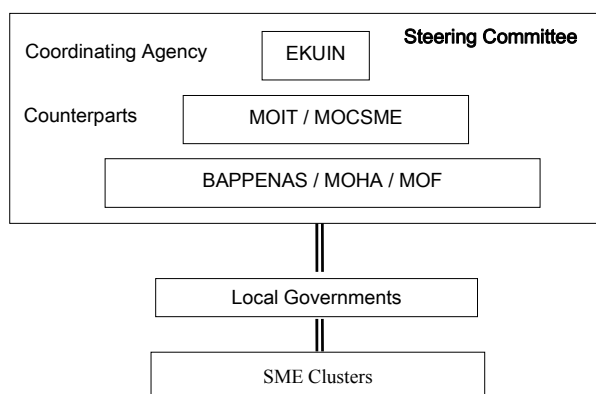 Steering Committee
Coordinating Agency EKUIN
Counterparts MOIT / MOCSME
BAPPENAS / MOHA / MOF
Local Governments
SME Clusters